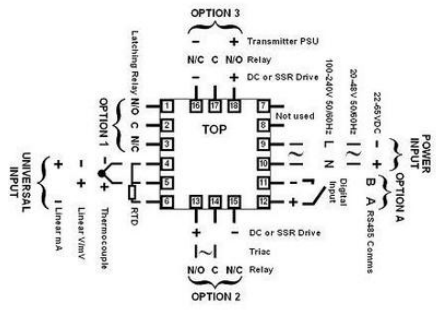 OPTION 3
− + Transmitter PSU
N/C C N/O Relay
− + DC or SSR Drive
Latching Relay N/O C N/C
OPTION 1
16 17 18
1 7
2 8
3 9
4 10
5 11
6 12
13 14 15
TOP
Not used
100-240V 50/60Hz
L N
20-48V 50/60Hz
22-65VDC
− +
POWER
INPUT
OPTION A
B A RS485 Comms
Digital
Input
− +
UNIVERSAL
INPUT
+ − Linear mA
+ − Linear V/mV
− + Thermocouple
RTD
+ − DC or SSR Drive
~ Triac
N/O C N/C Relay
OPTION 2